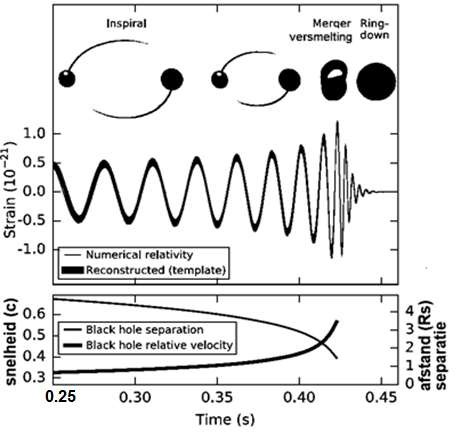 Inspiral
Merger
versmelting
Ring-
down
Strain (10⁻²¹)
1.0
0.5
0.0
-0.5
-1.0
Numerical relativity
Reconstructed (template)
snelheid (c)
0.6
0.5
0.4
0.3
Black hole separation
Black hole relative velocity
4
3
2
1
0
afstand (Rs)
separatie
0.25
0.30
0.35
0.40
0.45
Time (s)